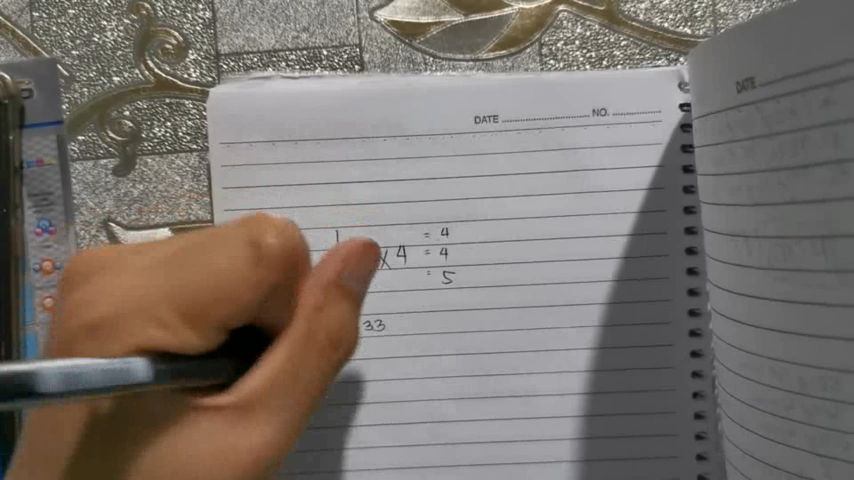 DATE NO.
DATE
1 = 4
x 4 = 4
= 5
33